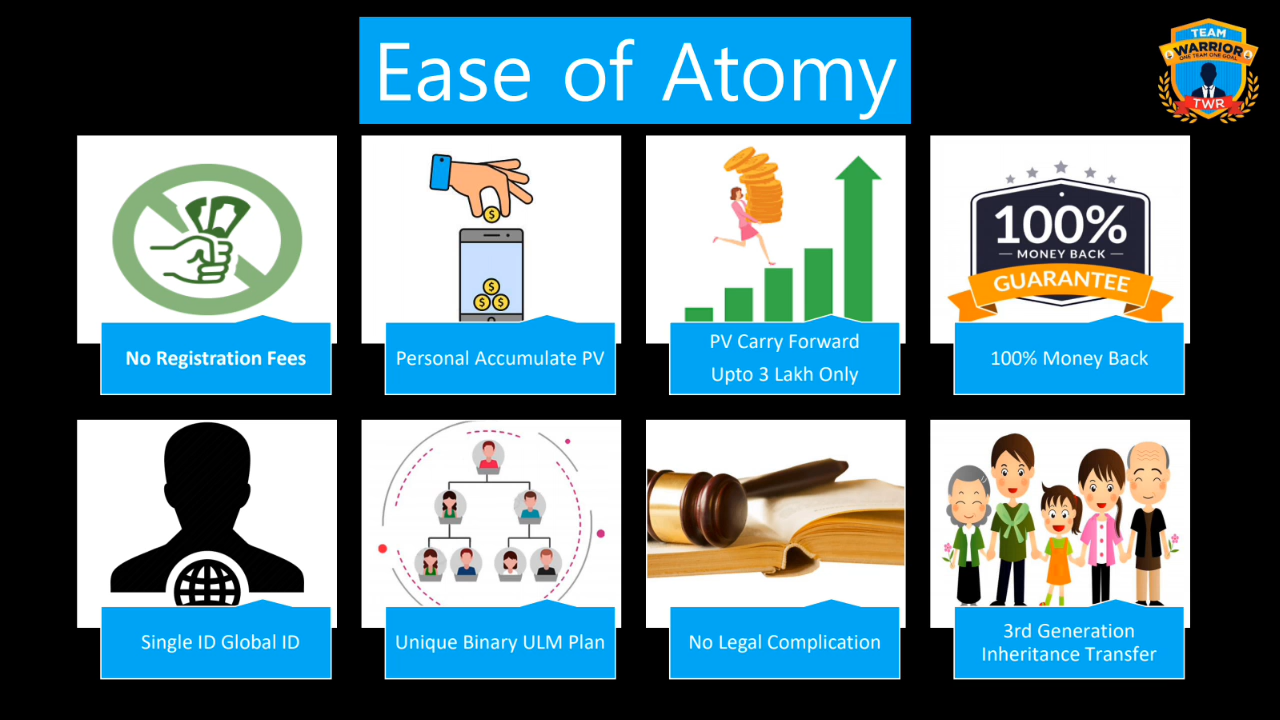 Ease of Atomy
TEAM
WARRIOR
ONE TEAM ONE GOAL
TWR
100%
MONEY BACK
GUARANTEE
No Registration Fees
Personal Accumulate PV
PV Carry Forward
Upto 3 Lakh Only
100% Money Back
Single ID Global ID
Unique Binary ULM Plan
No Legal Complication
3rd Generation
Inheritance Transfer